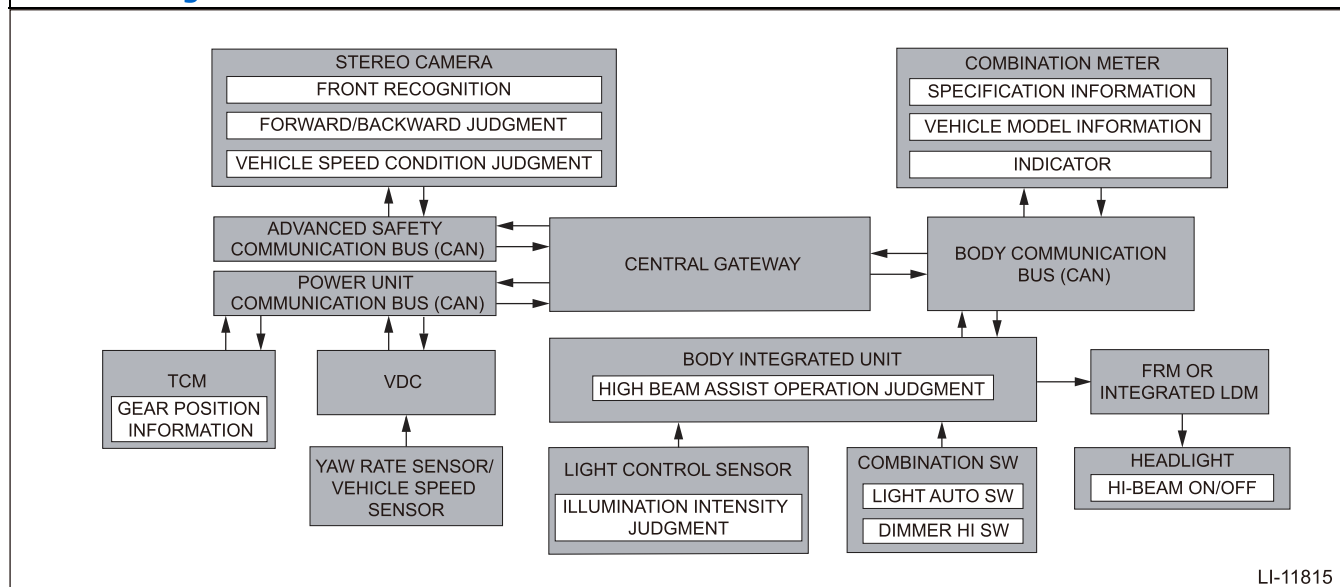 STEREO CAMERA
FRONT RECOGNITION
FORWARD/BACKWARD JUDGMENT
VEHICLE SPEED CONDITION JUDGMENT
COMBINATION METER
SPECIFICATION INFORMATION
VEHICLE MODEL INFORMATION
INDICATOR
ADVANCED SAFETY
COMMUNICATION BUS (CAN)
POWER UNIT
COMMUNICATION BUS (CAN)
CENTRAL GATEWAY
BODY COMMUNICATION
BUS (CAN)
TCM
GEAR POSITION
INFORMATION
VDC
BODY INTEGRATED UNIT
HIGH BEAM ASSIST OPERATION JUDGMENT
FRM OR
INTEGRATED LDM
YAW RATE SENSOR/
VEHICLE SPEED
SENSOR
LIGHT CONTROL SENSOR
ILLUMINATION INTENSITY
JUDGMENT
COMBINATION SW
LIGHT AUTO SW
DIMMER HI SW
HEADLIGHT
HI-BEAM ON/OFF
LI-11815